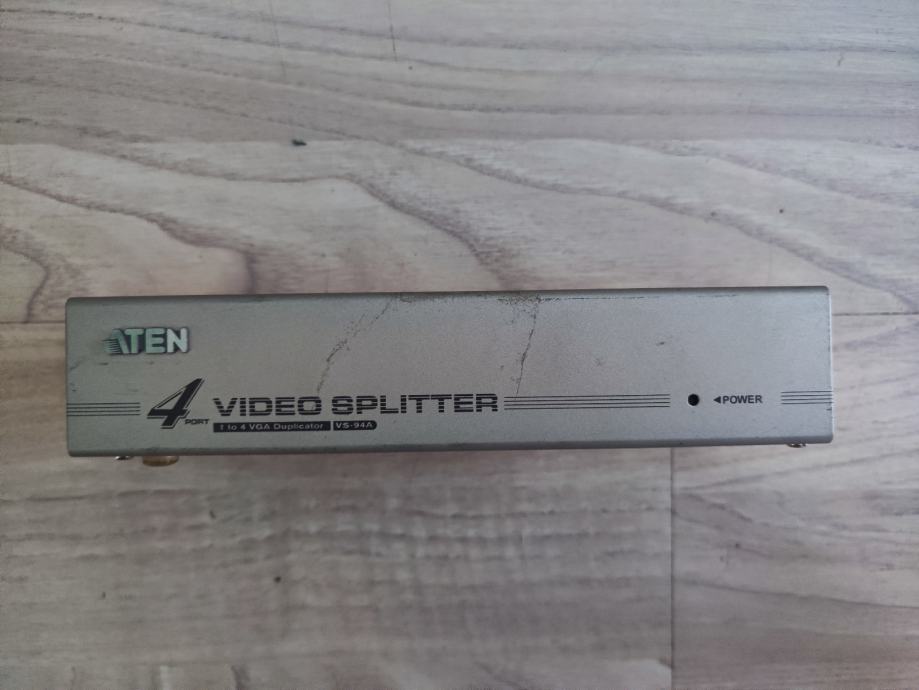 ATEN
4 PORT VIDEO SPLITTER
1 to 4 VGA Duplicator VS-94A
◄POWER